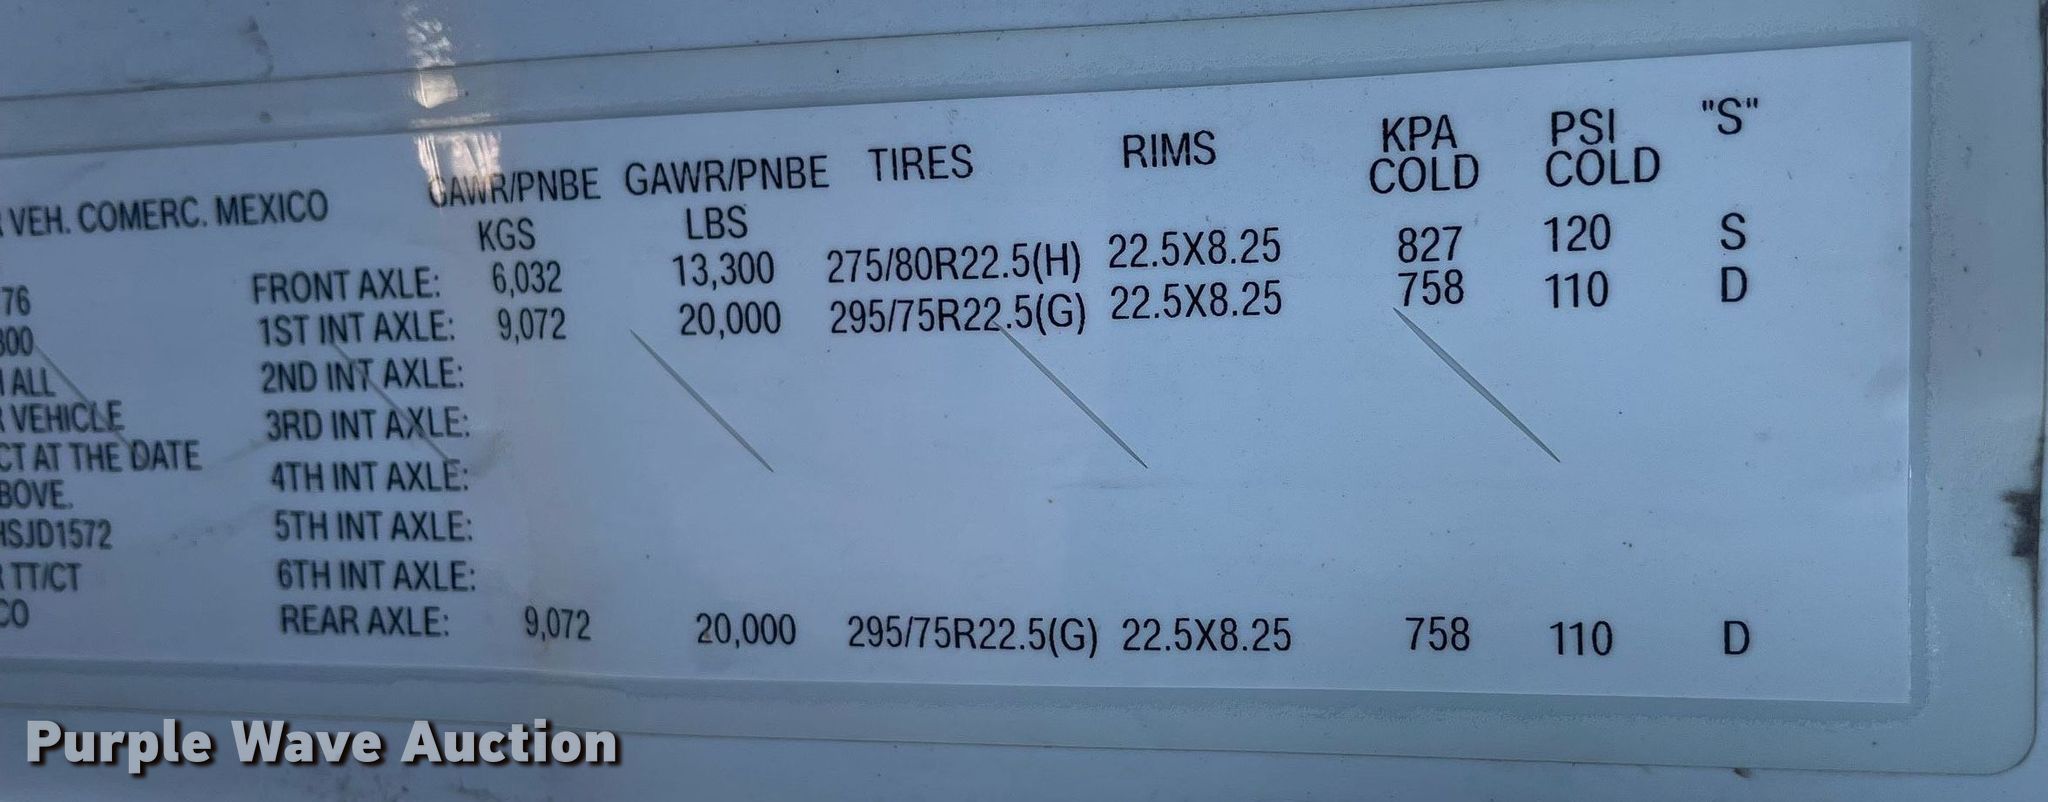 VEH. COMERC. MEXICO GAWR/PNBE GAWR/PNBE TIRES RIMS KPA PSI "S"
KGS LBS COLD COLD
76 FRONT AXLE: 6,032 13,300 275/80R22.5(H) 22.5X8.25 827 120 S
300 1ST INT AXLE: 9,072 20,000 295/75R22.5(G) 22.5X8.25 758 110 D
ALL 2ND INT AXLE:
VEHICLE 3RD INT AXLE:
CT AT THE DATE 4TH INT AXLE:
BOVE. 5TH INT AXLE:
HSJD1572
TT/CT 6TH INT AXLE:
CO REAR AXLE: 9,072 20,000 295/75R22.5(G) 22.5X8.25 758 110 D
Purple Wave Auction